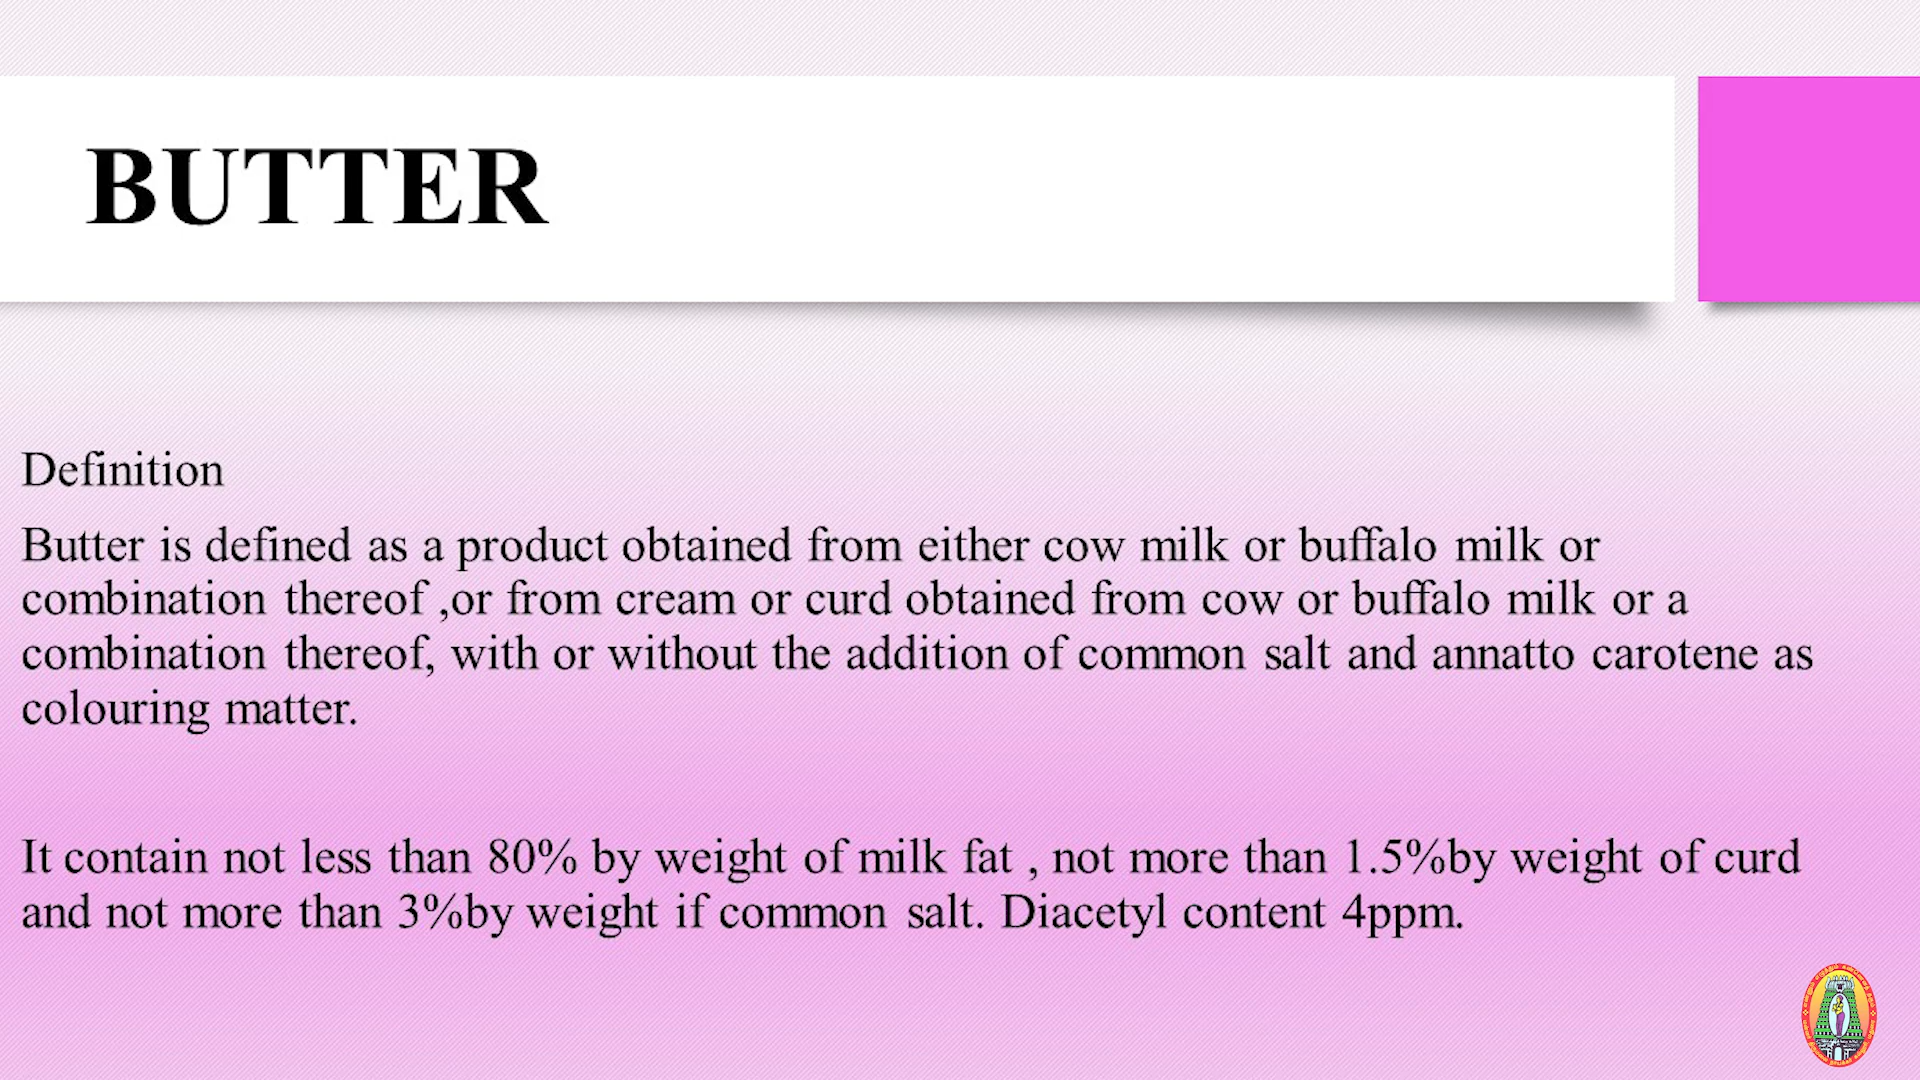 BUTTER
Definition
Butter is defined as a product obtained from either cow milk or buffalo milk or
combination thereof ,or from cream or curd obtained from cow or buffalo milk or a
combination thereof, with or without the addition of common salt and annatto carotene as
colouring matter.
It contain not less than 80% by weight of milk fat , not more than 1.5%by weight of curd
and not more than 3%by weight if common salt. Diacetyl content 4ppm.